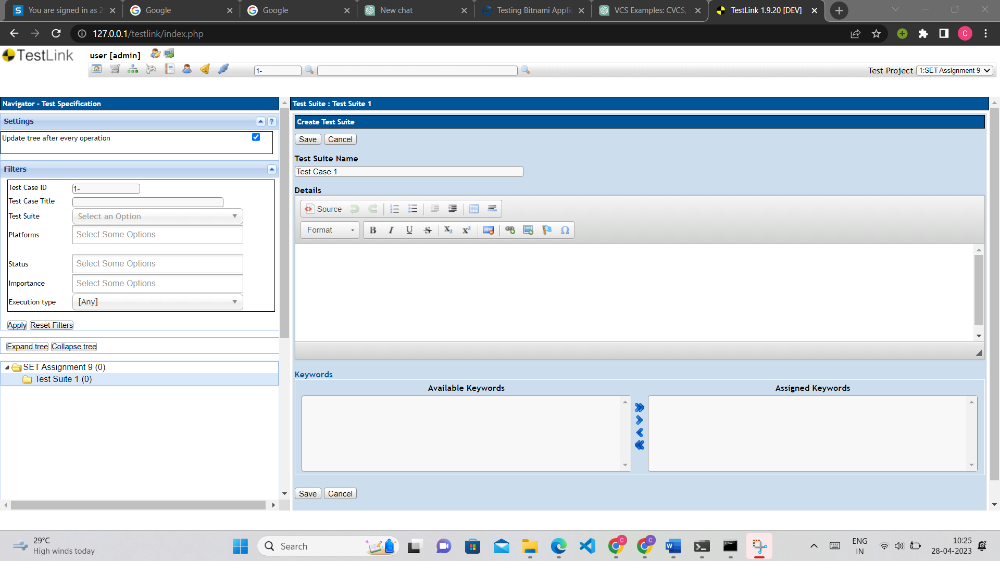 You are signed in as 2
Google
Google
New chat
Testing Bitnami Applic
VCS Examples: CVCS,
TestLink 1.9.20 [DEV]
127.0.0.1/testlink/index.php
C
TestLink
user [admin]
1-
Test Project
1:SET Assignment 9
Navigator - Test Specification
Settings
?
Update tree after every operation
Filters
Test Case ID
1-
Test Case Title
Test Suite
Select an Option
Platforms
Select Some Options
Status
Select Some Options
Importance
Select Some Options
Execution type
[Any]
Apply
Reset Filters
Expand tree
Collapse tree
SET Assignment 9 (0)
Test Suite 1 (0)
Test Suite : Test Suite 1
Create Test Suite
Save
Cancel
Test Suite Name
Test Case 1
Details
Source
Format
B I U S X₂ X² Ω
Keywords
Available Keywords
Assigned Keywords
Save
Cancel
29°C
High winds today
Search
C
C
ENG
IN
10:25
28-04-2023